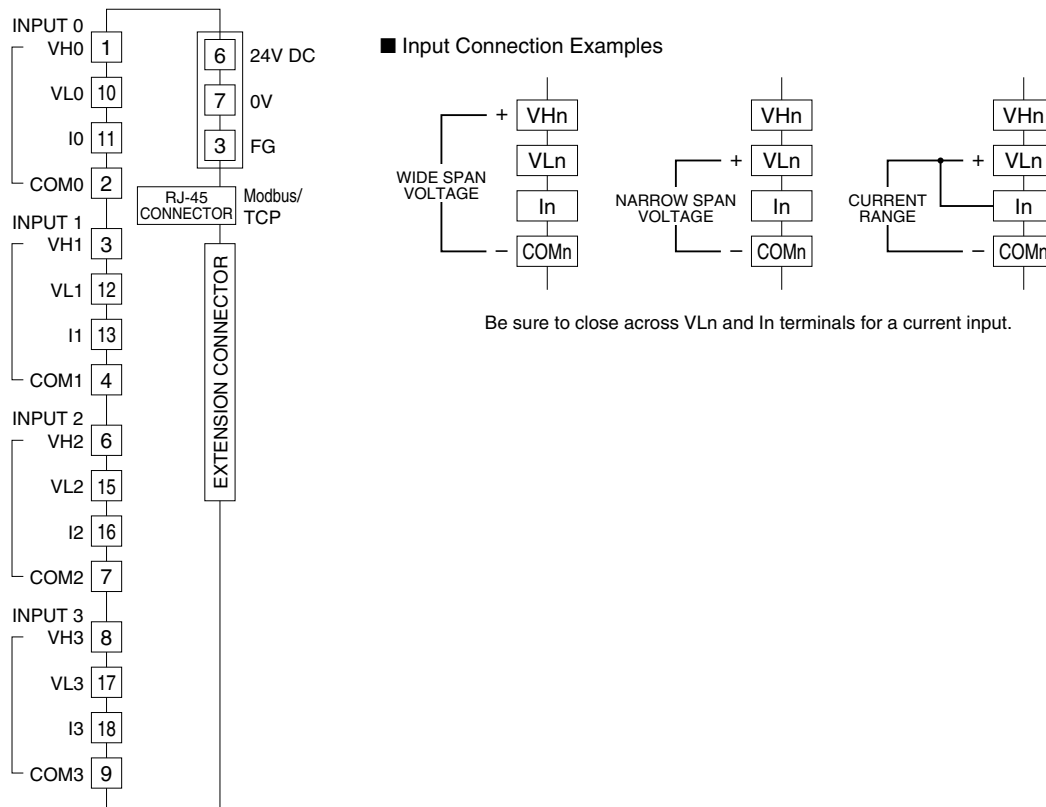 INPUT 0
VH0 1
VL0 10
I0 11
COM0 2
INPUT 1
VH1 3
VL1 12
I1 13
COM1 4
INPUT 2
VH2 6
VL2 15
I2 16
COM2 7
INPUT 3
VH3 8
VL3 17
I3 18
COM3 9
6 24V DC
7 0V
3 FG
RJ-45
CONNECTOR
Modbus/
TCP
EXTENSION CONNECTOR
■ Input Connection Examples
WIDE SPAN
VOLTAGE
+ VHn
VLn
In
− COMn
NARROW SPAN
VOLTAGE
VHn
+ VLn
In
− COMn
CURRENT
RANGE
VHn
+ VLn
In
− COMn
Be sure to close across VLn and In terminals for a current input.